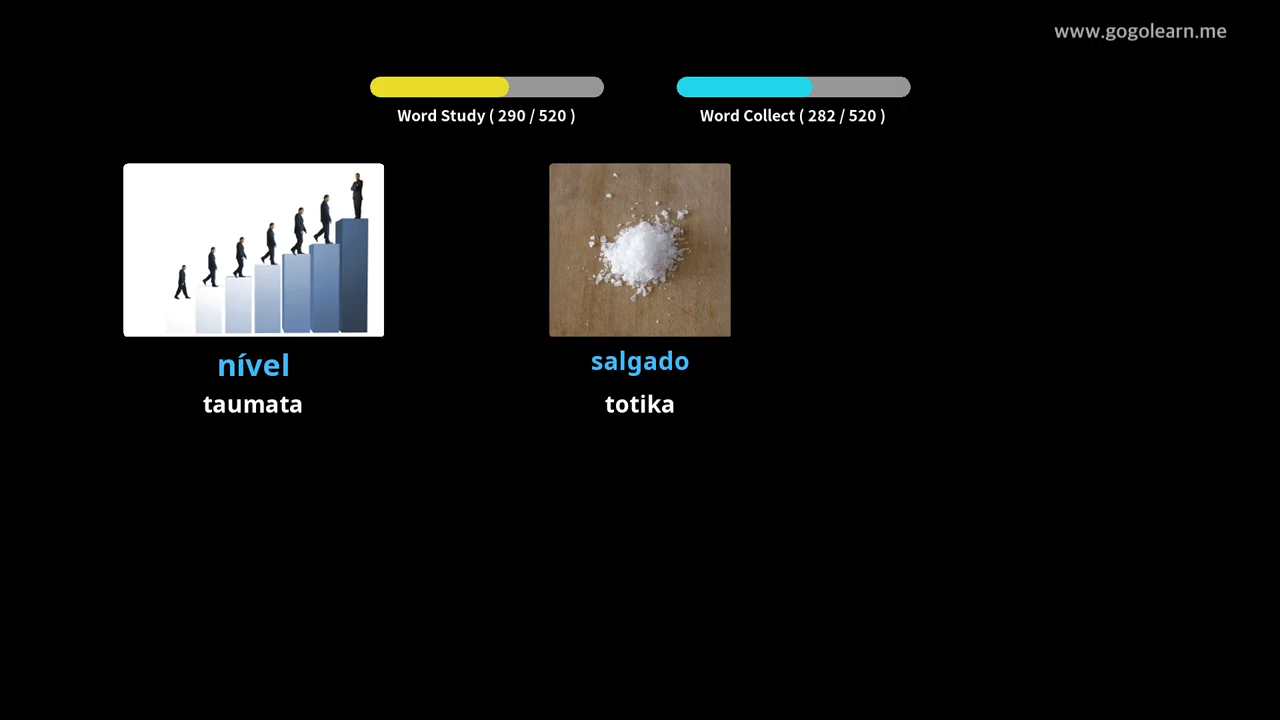 www.gogolearn.me
Word Study ( 290 / 520 )
Word Collect ( 282 / 520 )
nível
taumata
salgado
totika